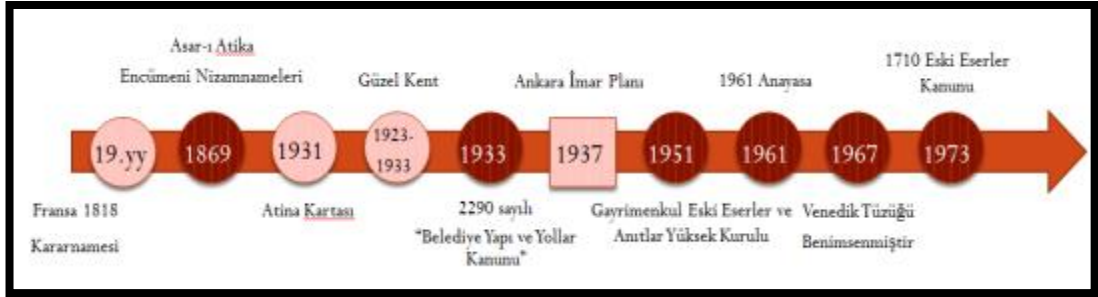 Asar-ı Atika
Encümeni Nizamnameleri
Güzel Kent
Ankara İmar Planı
1961 Anayasa
1710 Eski Eserler
Kanunu
19.yy
1869
1931
1923-
1933
1933
1937
1951
1961
1967
1973
Fransa 1818
Kararnamesi
Atina Kartası
2290 sayılı
“Belediye Yapı ve Yollar
Kanunu”
Gayrimenkul Eski Eserler ve
Anıtlar Yüksek Kurulu
Venedik Tüzüğü
Benimsenmiştir